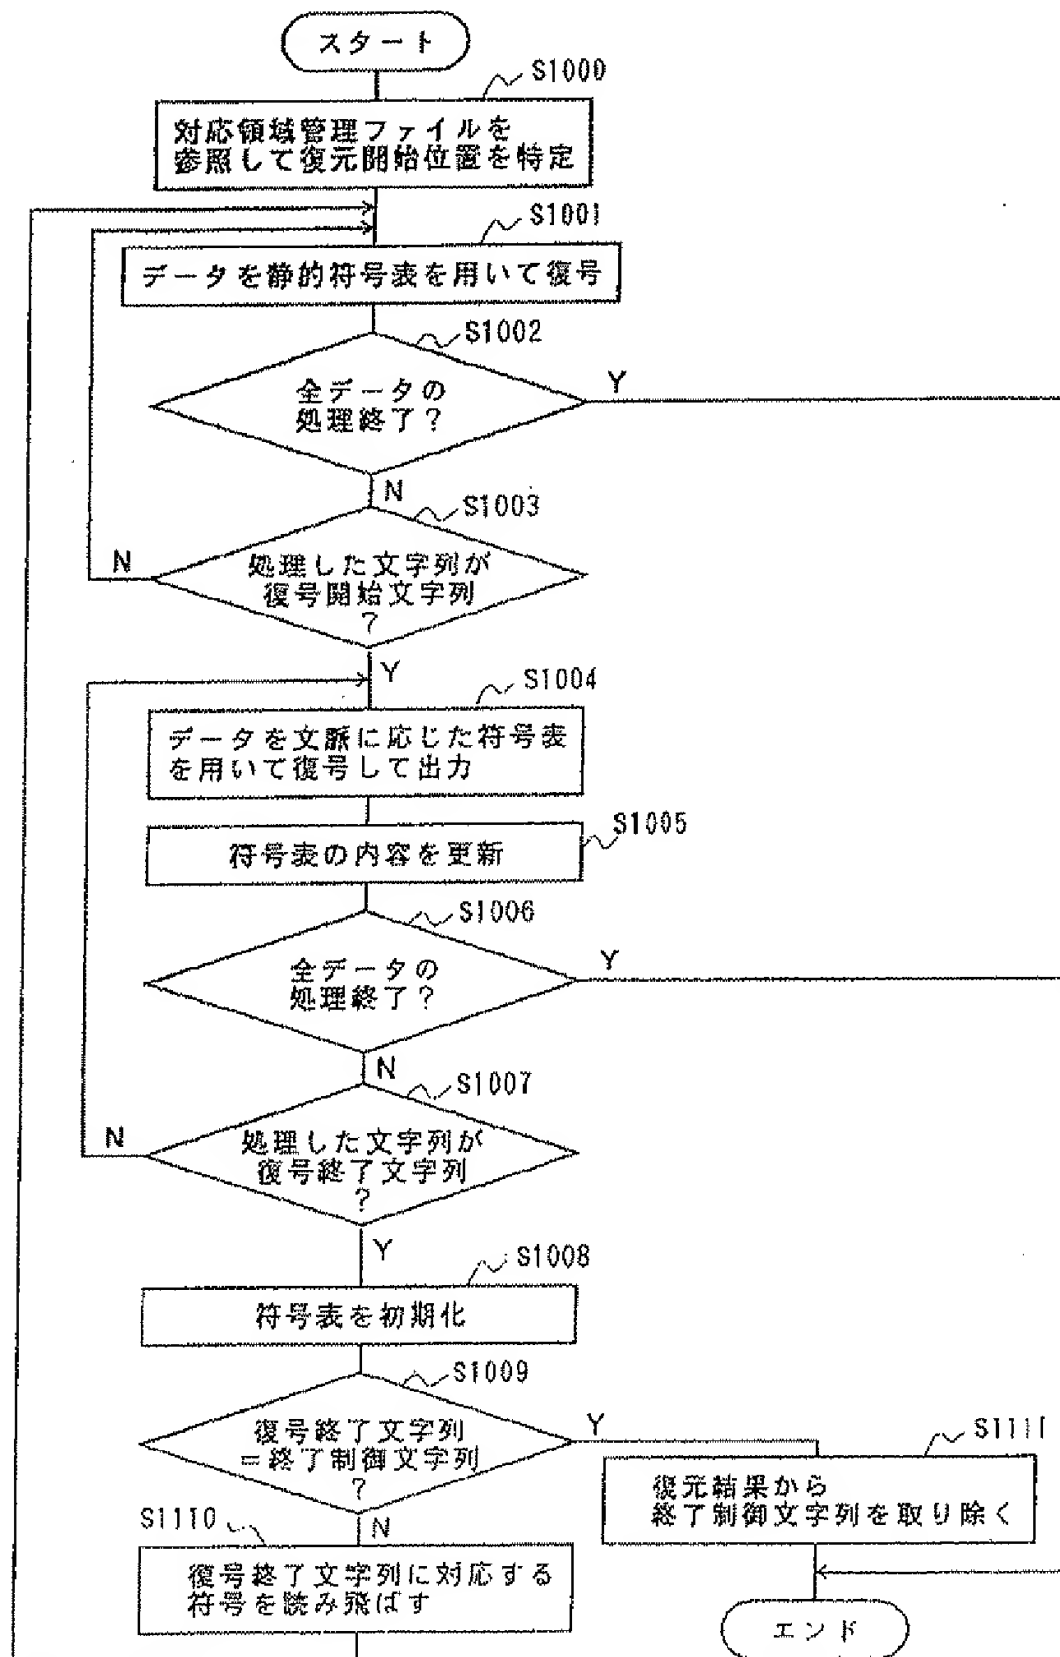 スタート
S1000
対応領域管理ファイルを
参照して復元開始位置を特定
S1001
データを静的符号表を用いて復号
S1002
全データの
処理終了?
Y
N
S1003
処理した文字列が
復号開始文字列
?
N
Y
S1004
データを文脈に応じた符号表
を用いて復号して出力
S1005
符号表の内容を更新
S1006
全データの
処理終了?
Y
N
S1007
処理した文字列が
復号終了文字列
?
N
Y
S1008
符号表を初期化
S1009
復号終了文字列
=終了制御文字列
?
Y
N
S1111
復元結果から
終了制御文字列を取り除く
S1110
復号終了文字列に対応する
符号を読み飛ばす
エンド